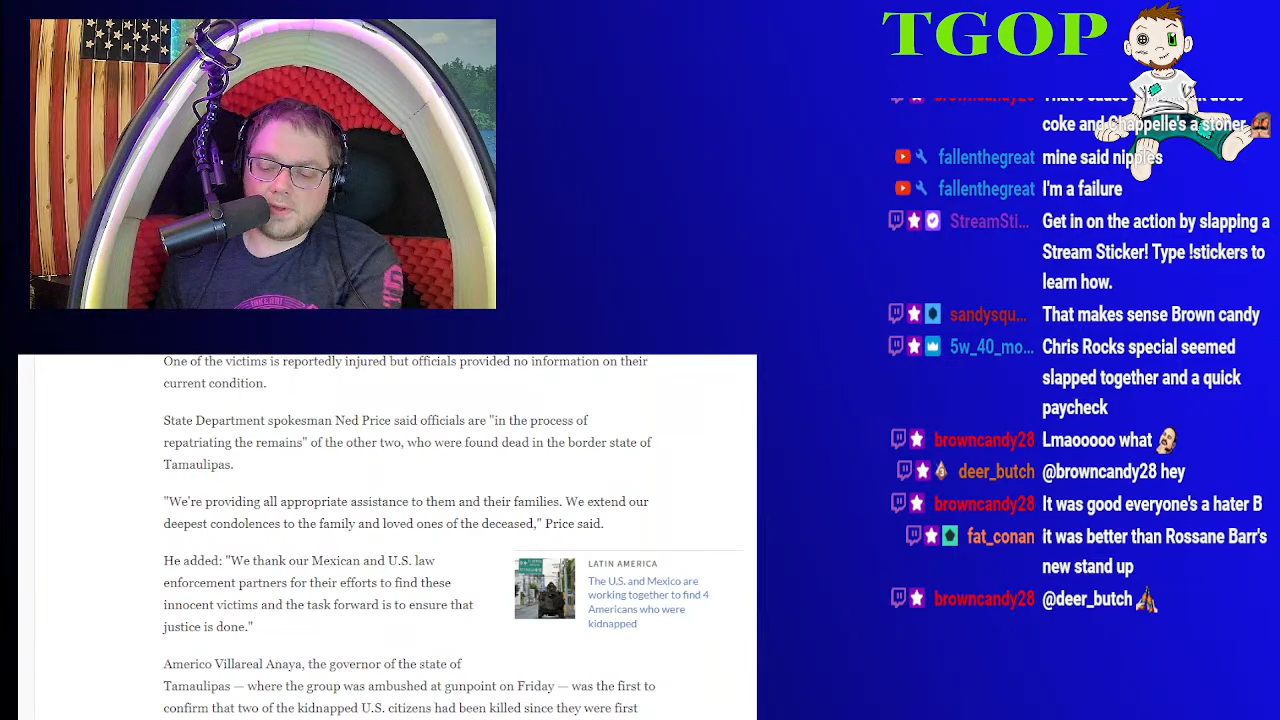 TGOP
coke and Chappelle's a stoner
fallenthegreat mine said nipples
fallenthegreat I'm a failure
StreamSti... Get in on the action by slapping a
Stream Sticker! Type !stickers to
learn how.
sandysqu... That makes sense Brown candy
5w_40_mo... Chris Rocks special seemed
slapped together and a quick
paycheck
browncandy28 Lmaooooo what
deer_butch @browncandy28 hey
browncandy28 It was good everyone's a hater B
fat_conan it was better than Rossane Barr's
new stand up
browncandy28 @deer_butch
One of the victims is reportedly injured but officials provided no information on their
current condition.
State Department spokesman Ned Price said officials are "in the process of
repatriating the remains" of the other two, who were found dead in the border state of
Tamaulipas.
"We're providing all appropriate assistance to them and their families. We extend our
deepest condolences to the family and loved ones of the deceased," Price said.
He added: "We thank our Mexican and U.S. law
enforcement partners for their efforts to find these
innocent victims and the task forward is to ensure that
justice is done."
LATIN AMERICA
The U.S. and Mexico are
working together to find 4
Americans who were
kidnapped
Americo Villareal Anaya, the governor of the state of
Tamaulipas — where the group was ambushed at gunpoint on Friday — was the first to
confirm that two of the kidnapped U.S. citizens had been killed since they were first